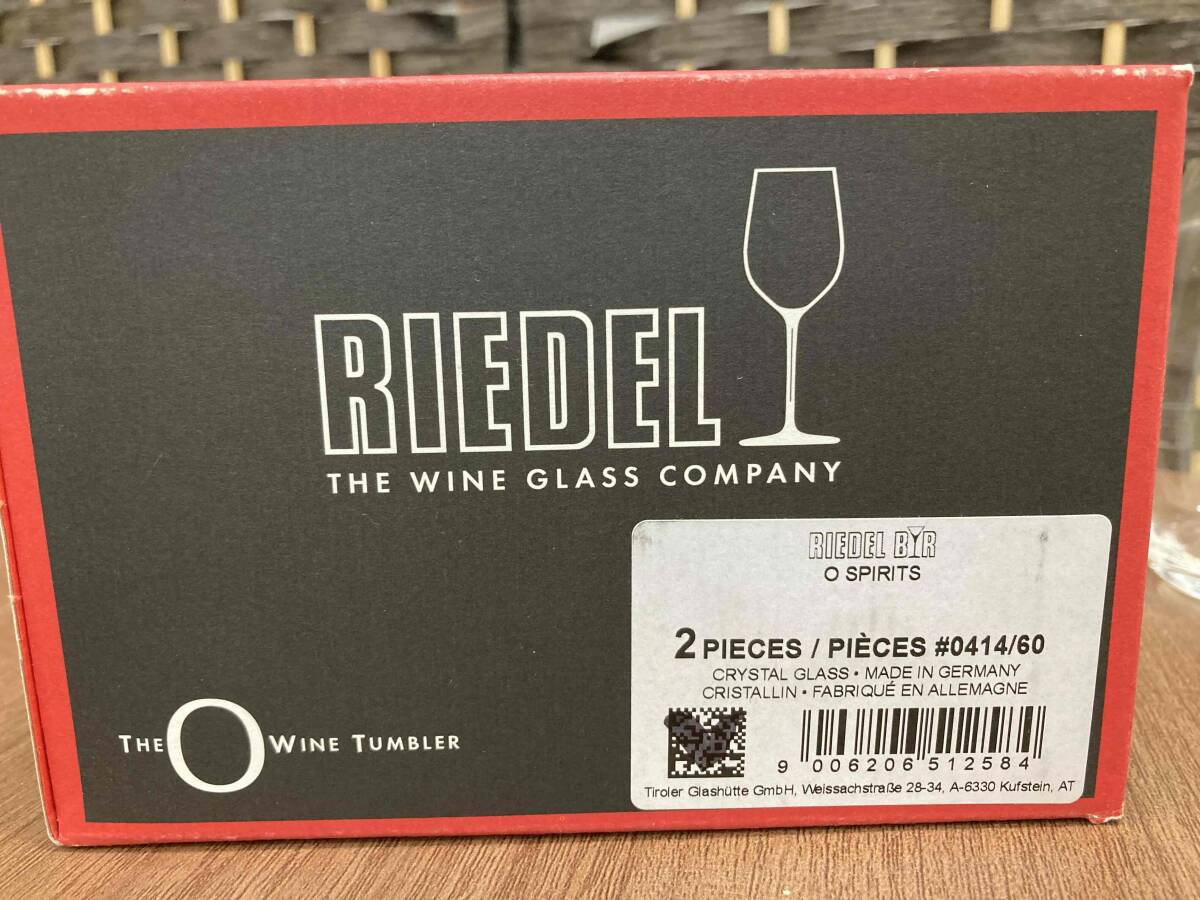 RIEDEL
THE WINE GLASS COMPANY
RIEDEL BAR
O SPIRITS
2 PIECES / PIÈCES #0414/60
CRYSTAL GLASS • MADE IN GERMANY
CRISTALLIN • FABRIQUÉ EN ALLEMAGNE
9 006206 512584
Tiroler Glashütte GmbH, Weissachstraße 28-34, A-6330 Kufstein, AT
THE O WINE TUMBLER